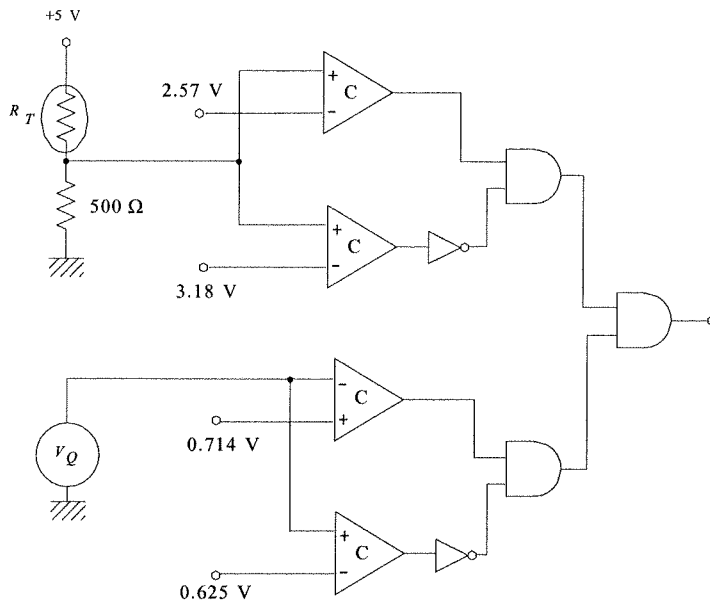 +5 V
2.57 V
+
C
−
R T
500 Ω
+
C
−
3.18 V
−
C
+
0.714 V
V Q
+
C
−
0.625 V